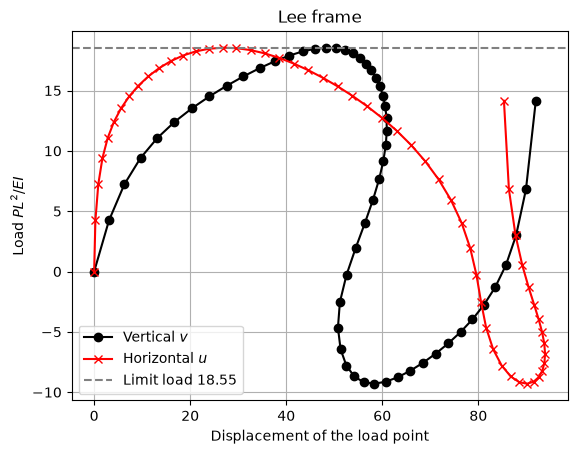 Lee frame
Load PL²/EI
15
10
5
0
−5
−10
Vertical v
Horizontal u
Limit load 18.55
0
20
40
60
80
Displacement of the load point